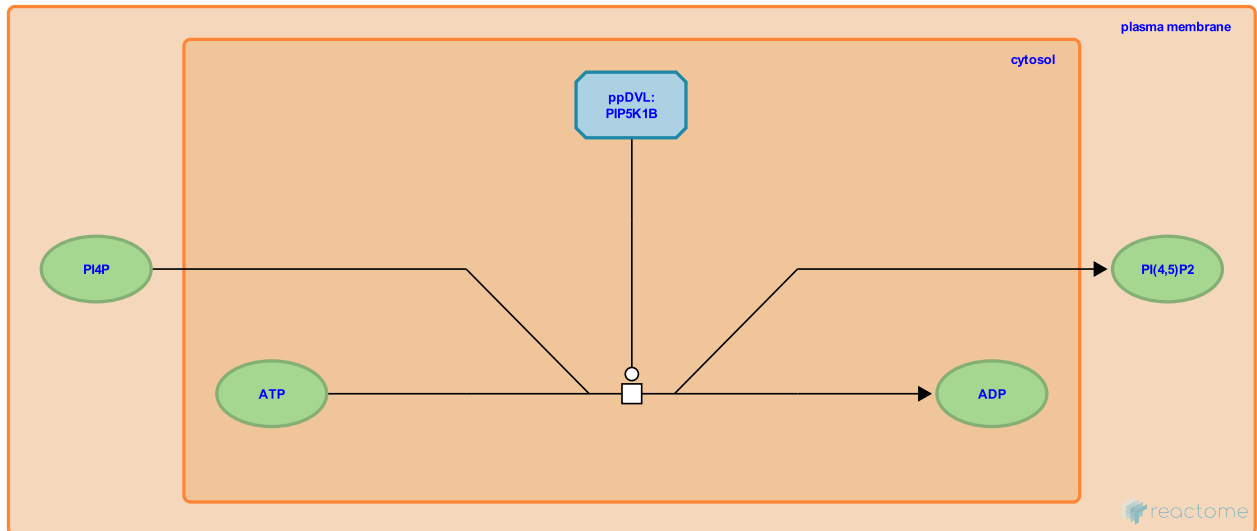 plasma membrane
cytosol
ppDVL:
PIP5K1B
PI4P
PI(4,5)P2
ATP
ADP
reactome